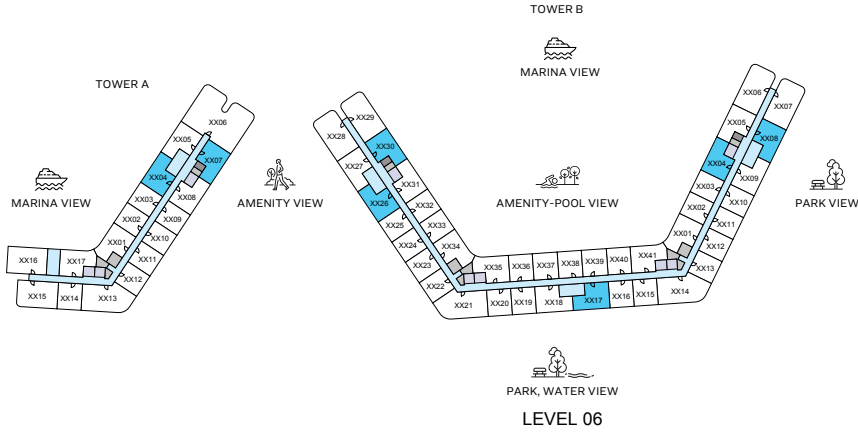 TOWER B
MARINA VIEW
TOWER A
XX06
XX05
XX07
XX04
XX08
XX03
XX09
XX02
XX10
XX01
XX11
XX12
XX17
XX16
XX15
XX14
XX13
MARINA VIEW
AMENITY VIEW
XX29
XX28
XX30
XX27
XX31
XX26
XX32
XX25
XX33
XX24
XX34
XX23
XX22
XX21
XX35
XX36
XX37
XX38
XX39
XX40
XX41
XX20
XX19
XX18
XX17
XX16
XX15
XX14
XX13
XX01
XX12
XX02
XX11
XX03
XX10
XX04
XX09
XX05
XX08
XX06
XX07
AMENITY-POOL VIEW
PARK VIEW
PARK, WATER VIEW
LEVEL 06